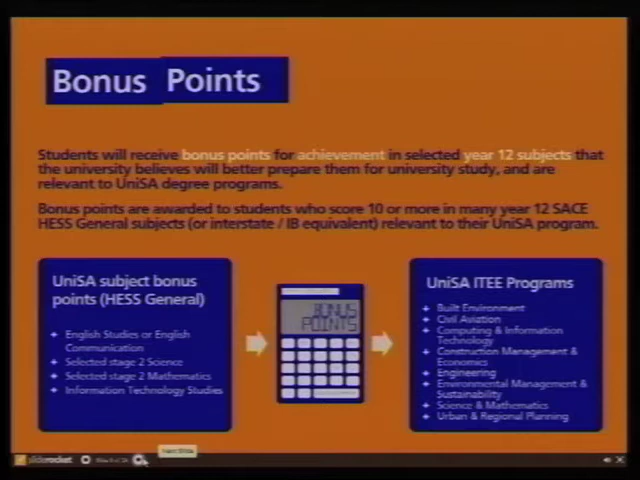 Bonus Points
Students will receive bonus points for achievement in selected year 12 subjects that
the university believes will better prepare them for university study, and are
relevant to UniSA degree programs.
Bonus points are awarded to students who score 10 or more in many year 12 SACE
HESS General subjects (or interstate / IB equivalent) relevant to their UniSA program.
UniSA subject bonus
points (HESS General)
+ English Studies or English
Communication
+ Selected stage 2 Science
+ Selected stage 2 Mathematics
+ Information Technology Studies
BONUS
POINTS
UniSA ITEE Programs
+ Built Environment
+ Civil Aviation
+ Computing & Information
Technology
+ Construction Management &
Economics
+ Engineering
+ Environmental Management &
Sustainability
+ Science & Mathematics
+ Urban & Regional Planning
Next Slide
sliderocket